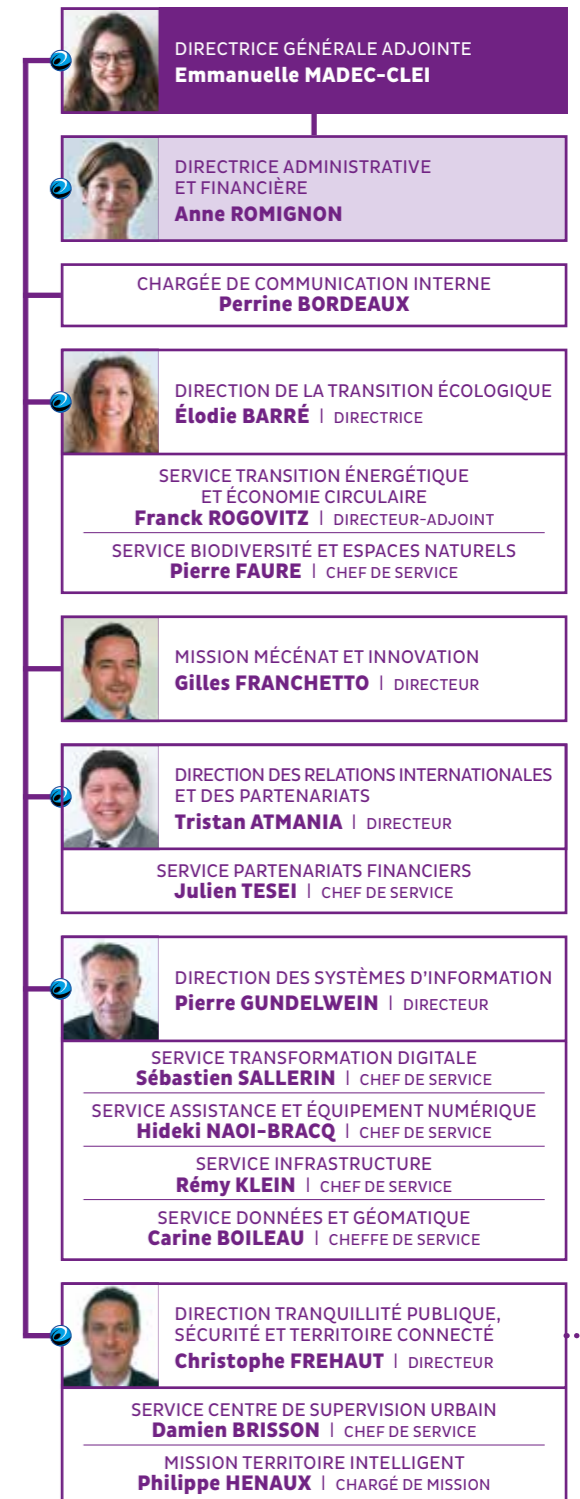 DIRECTRICE GÉNÉRALE ADJOINTE
Emmanuelle MADEC-CLEI
DIRECTRICE ADMINISTRATIVE
ET FINANCIÈRE
Anne ROMIGNON
CHARGÉE DE COMMUNICATION INTERNE
Perrine BORDEAUX
DIRECTION DE LA TRANSITION ÉCOLOGIQUE
Élodie BARRÉ | DIRECTRICE
SERVICE TRANSITION ÉNERGÉTIQUE
ET ÉCONOMIE CIRCULAIRE
Franck ROGOVITZ | DIRECTEUR-ADJOINT
SERVICE BIODIVERSITÉ ET ESPACES NATURELS
Pierre FAURE | CHEF DE SERVICE
MISSION MÉCÉNAT ET INNOVATION
Gilles FRANCHETTO | DIRECTEUR
DIRECTION DES RELATIONS INTERNATIONALES
ET DES PARTENARIATS
Tristan ATMANIA | DIRECTEUR
SERVICE PARTENARIATS FINANCIERS
Julien TESEI | CHEF DE SERVICE
DIRECTION DES SYSTÈMES D'INFORMATION
Pierre GUNDELWEIN | DIRECTEUR
SERVICE TRANSFORMATION DIGITALE
Sébastien SALLERIN | CHEF DE SERVICE
SERVICE ASSISTANCE ET ÉQUIPEMENT NUMÉRIQUE
Hideki NAOI-BRACQ | CHEF DE SERVICE
SERVICE INFRASTRUCTURE
Rémy KLEIN | CHEF DE SERVICE
SERVICE DONNÉES ET GÉOMATIQUE
Carine BOILEAU | CHEFFE DE SERVICE
DIRECTION TRANQUILLITÉ PUBLIQUE,
SÉCURITÉ ET TERRITOIRE CONNECTÉ
Christophe FREHAUT | DIRECTEUR
SERVICE CENTRE DE SUPERVISION URBAIN
Damien BRISSON | CHEF DE SERVICE
MISSION TERRITOIRE INTELLIGENT
Philippe HENAUX | CHARGÉ DE MISSION